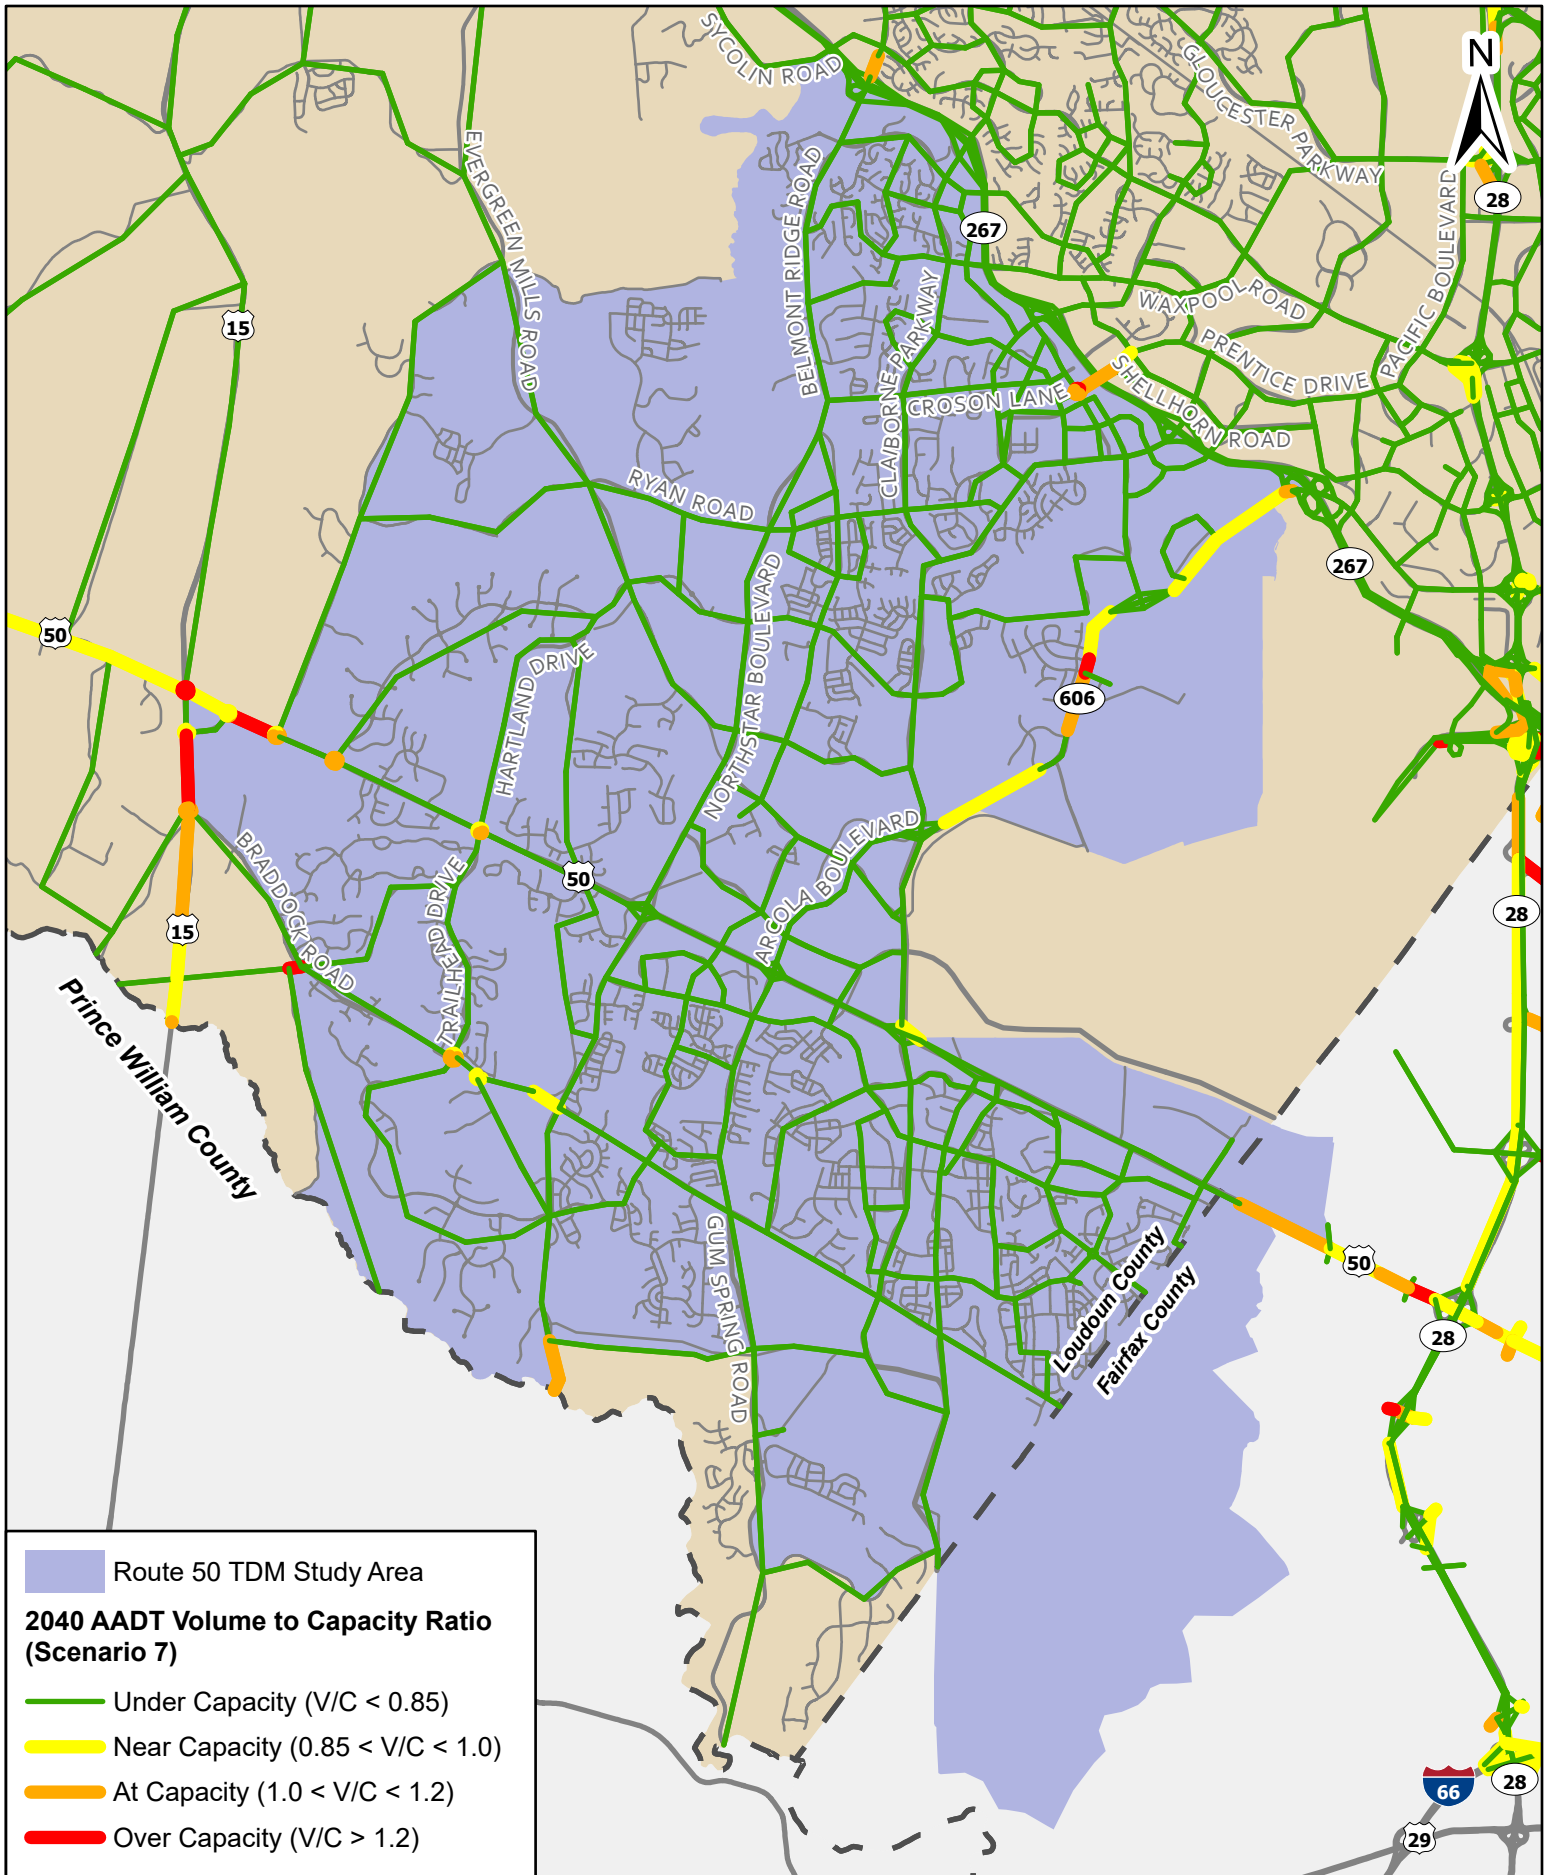 SYCOLIN ROAD
GLOUCESTER PARKWAY
N
EVERGREEN MILLS ROAD
BELMONT RIDGE ROAD
28
267
PACIFIC BOULEVARD
CLAIBORNE PARKWAY
WAXPOOL ROAD
15
PRENTICE DRIVE
SHELLHORN ROAD
CROSON LANE
RYAN ROAD
267
50
HARTLAND DRIVE
NORTHSTAR BOULEVARD
606
BRADDOCK ROAD
TRAILHEAD DRIVE
50
ARCOLA BOULEVARD
15
28
Prince William County
GUM SPRING ROAD
Loudoun County
Fairfax County
50
28
Route 50 TDM Study Area
2040 AADT Volume to Capacity Ratio
(Scenario 7)
Under Capacity (V/C < 0.85)
Near Capacity (0.85 < V/C < 1.0)
At Capacity (1.0 < V/C < 1.2)
Over Capacity (V/C > 1.2)
66
28
29